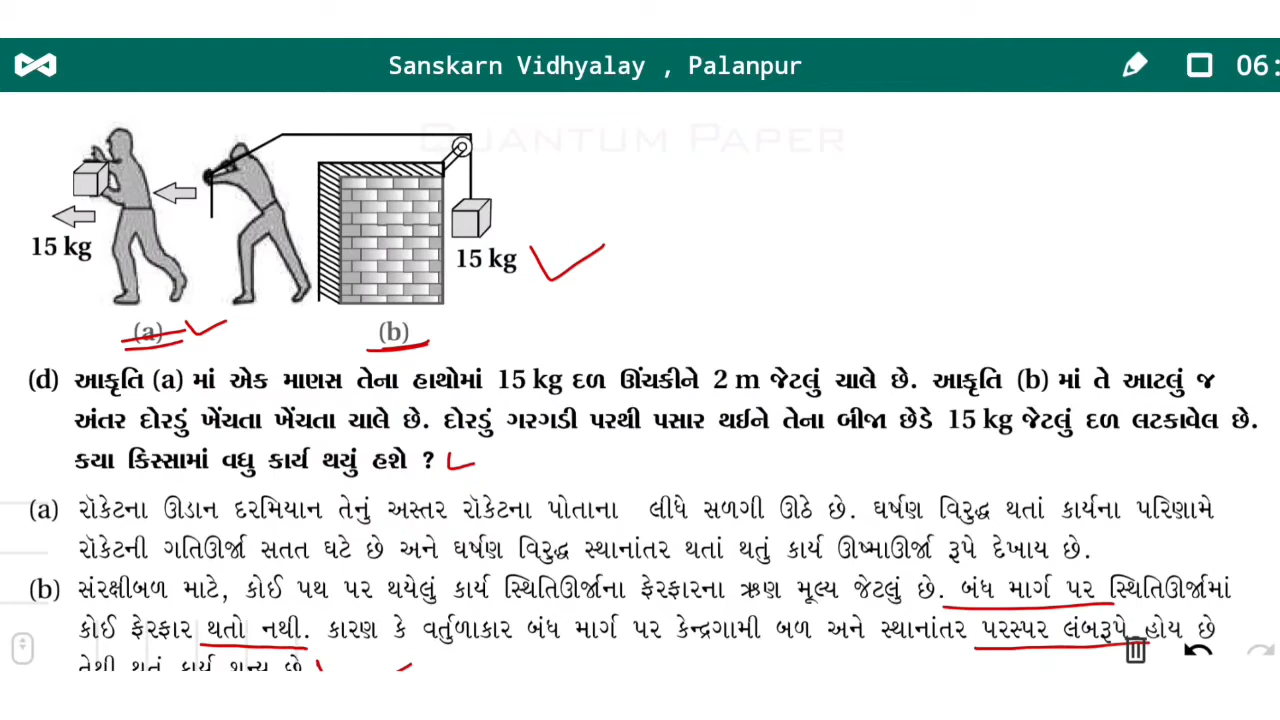 Sanskarn Vidhyalay , Palanpur
06:
QUANTUM PAPER
15 kg
15 kg
(a)
(b)
(d) આકૃતિ (a) માં એક માણસ તેના હાથોમાં 15 kg દળ ઊંચકીને 2 m જેટલું ચાલે છે. આકૃતિ (b) માં તે આટલું જ
અંતર દોરડું ખેંચતા ખેંચતા ચાલે છે. દોરડું ગરગડી પરથી પસાર થઈને તેના બીજા છેડે 15 kg જેટલું દળ લટકાવેલ છે.
કયા કિસ્સામાં વધુ કાર્ય થયું હશે ?
(a) રૉકેટના ઊડાન દરમિયાન તેનું અસ્તર રૉકેટના પોતાના લીધે સળગી ઊઠે છે. ઘર્ષણ વિરુદ્ધ થતાં કાર્યના પરિણામે
રૉકેટની ગતિઊર્જા સતત ઘટે છે અને ઘર્ષણ વિરુદ્ધ સ્થાનાંતર થતાં થતું કાર્ય ઊષ્માઊર્જા રૂપે દેખાય છે.
(b) સંરક્ષીબળ માટે, કોઈ પથ પર થયેલું કાર્ય સ્થિતિઊર્જાના ફેરફારના ઋણ મૂલ્ય જેટલું છે. બંધ માર્ગ પર સ્થિતિઊર્જામાં
કોઈ ફેરફાર થતો નથી. કારણ કે વર્તુળાકાર બંધ માર્ગ પર કેન્દ્રગામી બળ અને સ્થાનાંતર પરસ્પર લંબરૂપે હોય છે
તેથી થતું કાર્ય શૂન્ય છે